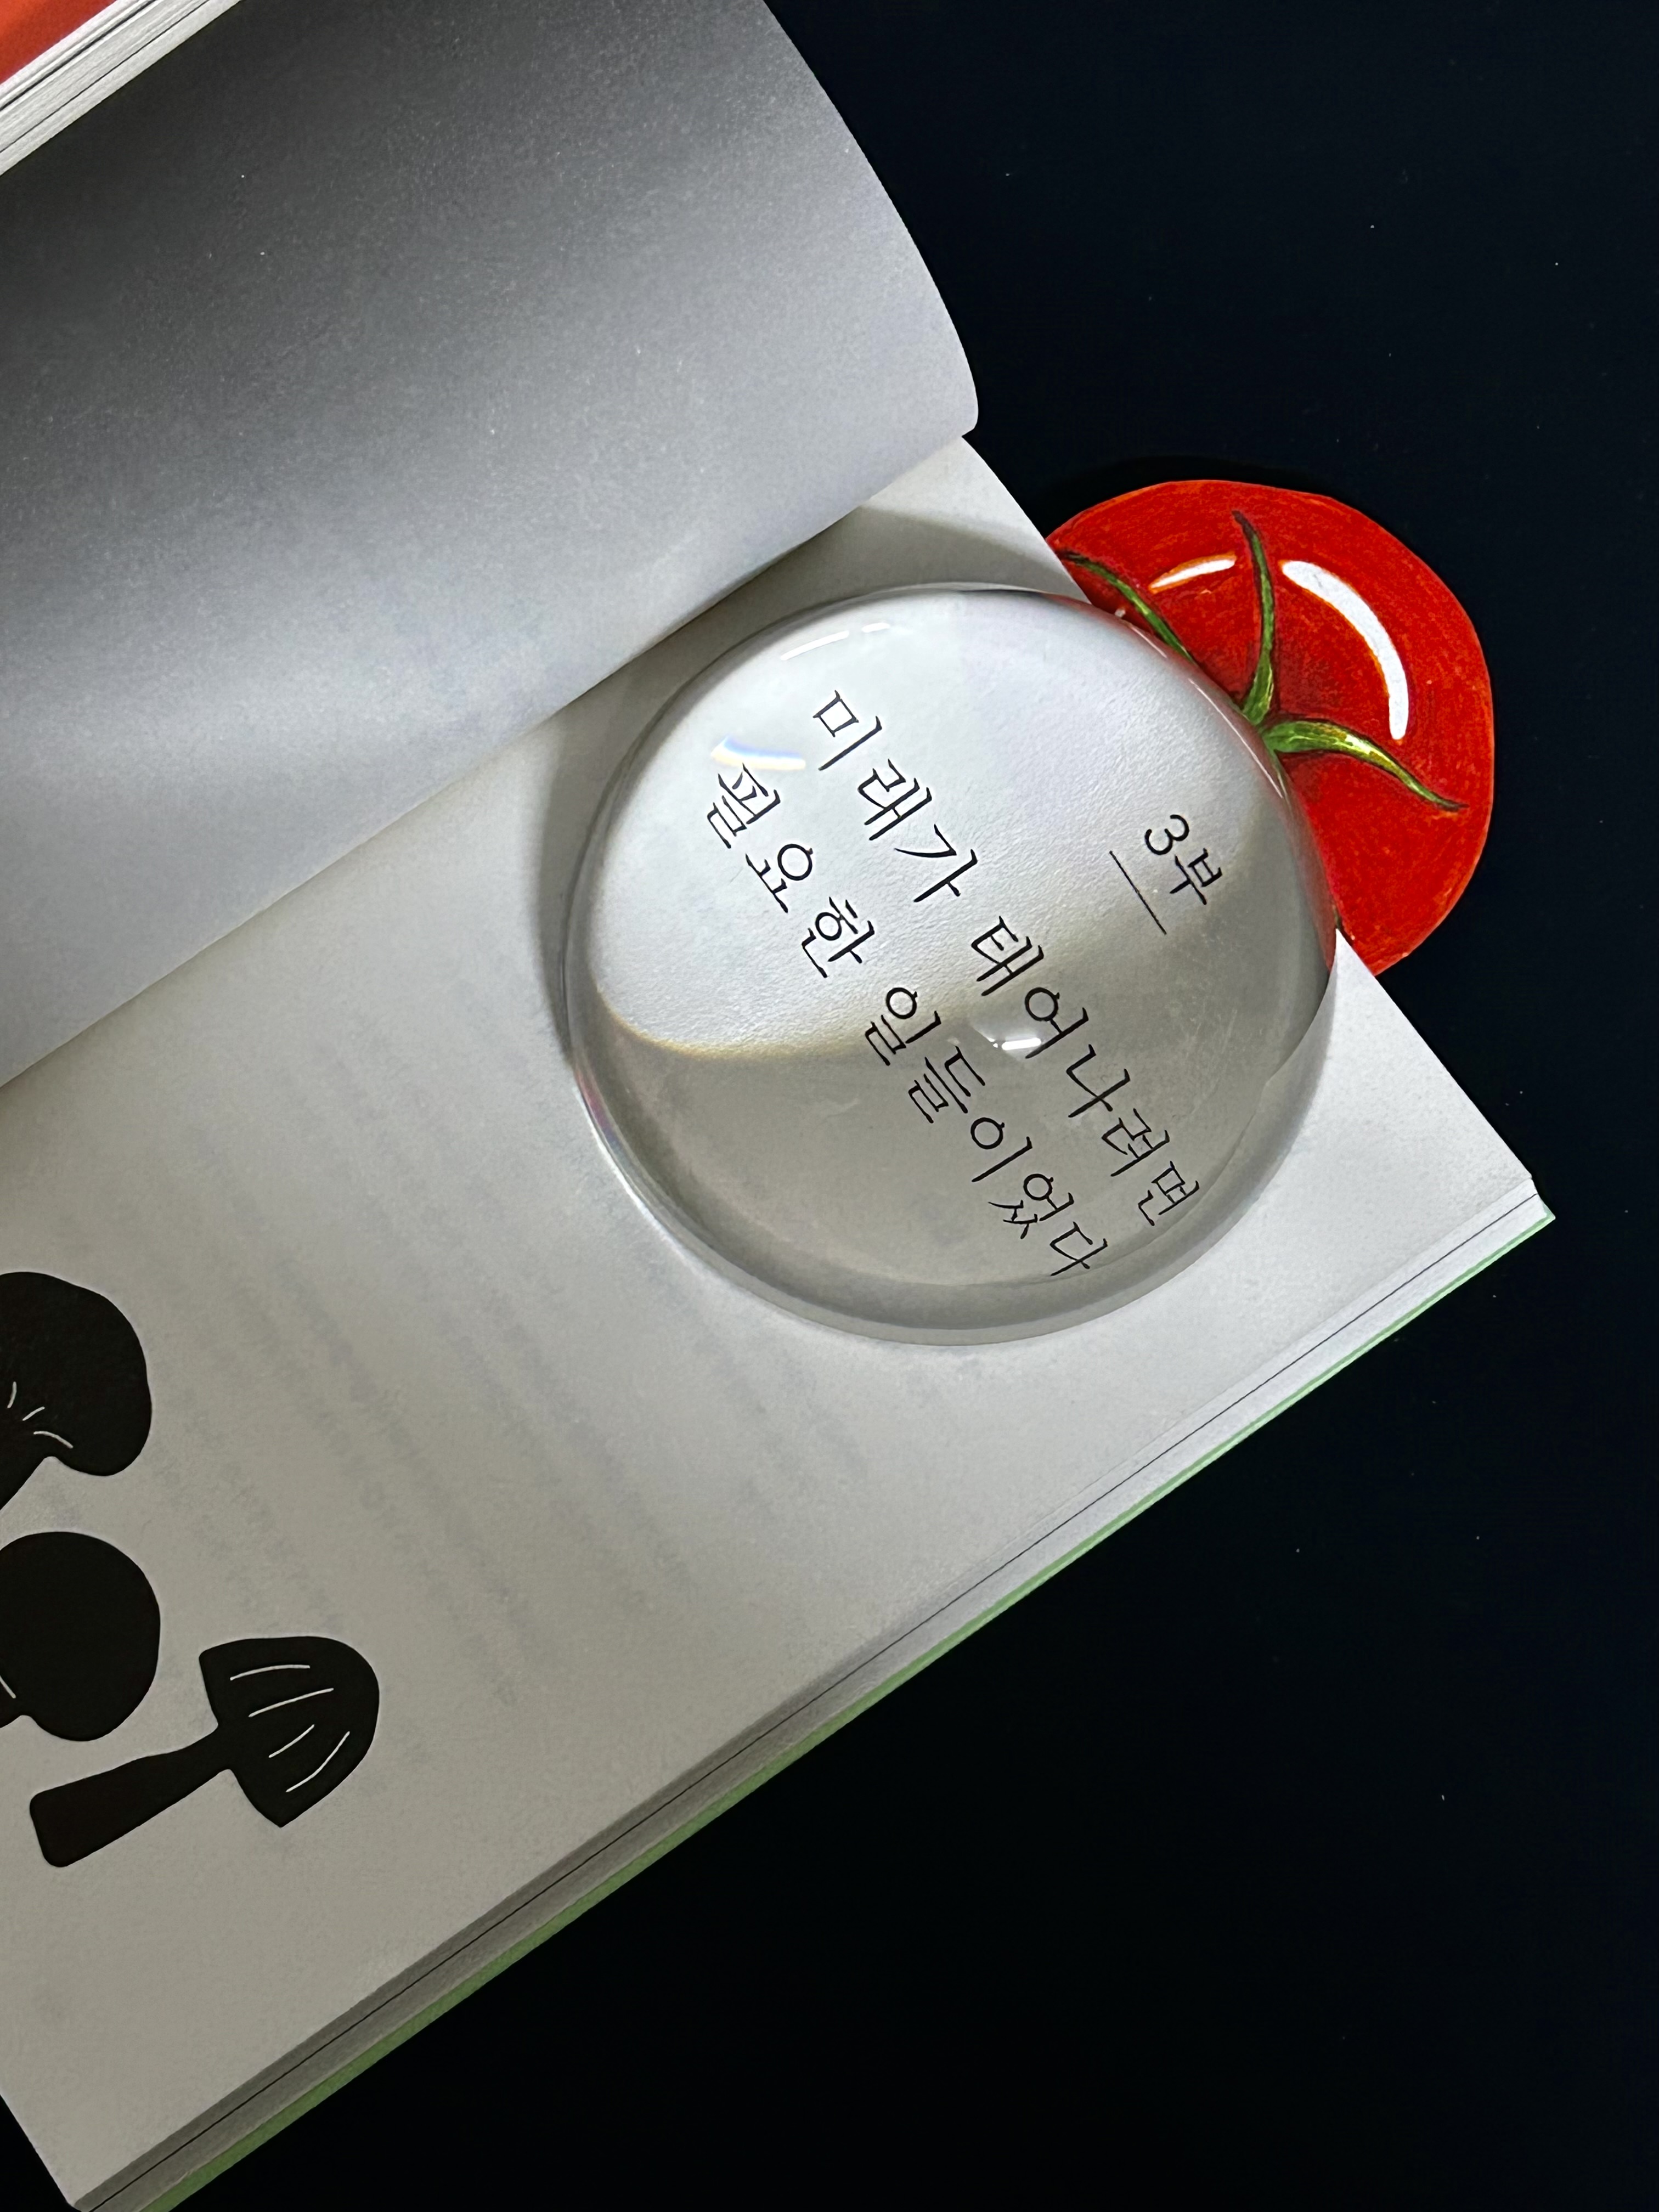 3부
미래가 태어나려면
필요한 일들이었다